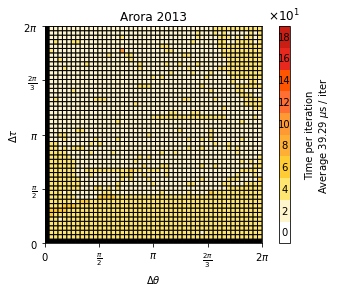 Arora 2013
×10¹
2π
2π/3
π
π/2
0
Δτ
0
π/2
π
2π/3
2π
Δθ
18
16
14
12
10
8
6
4
2
0
Time per iteration
Average 39.29 μs / iter